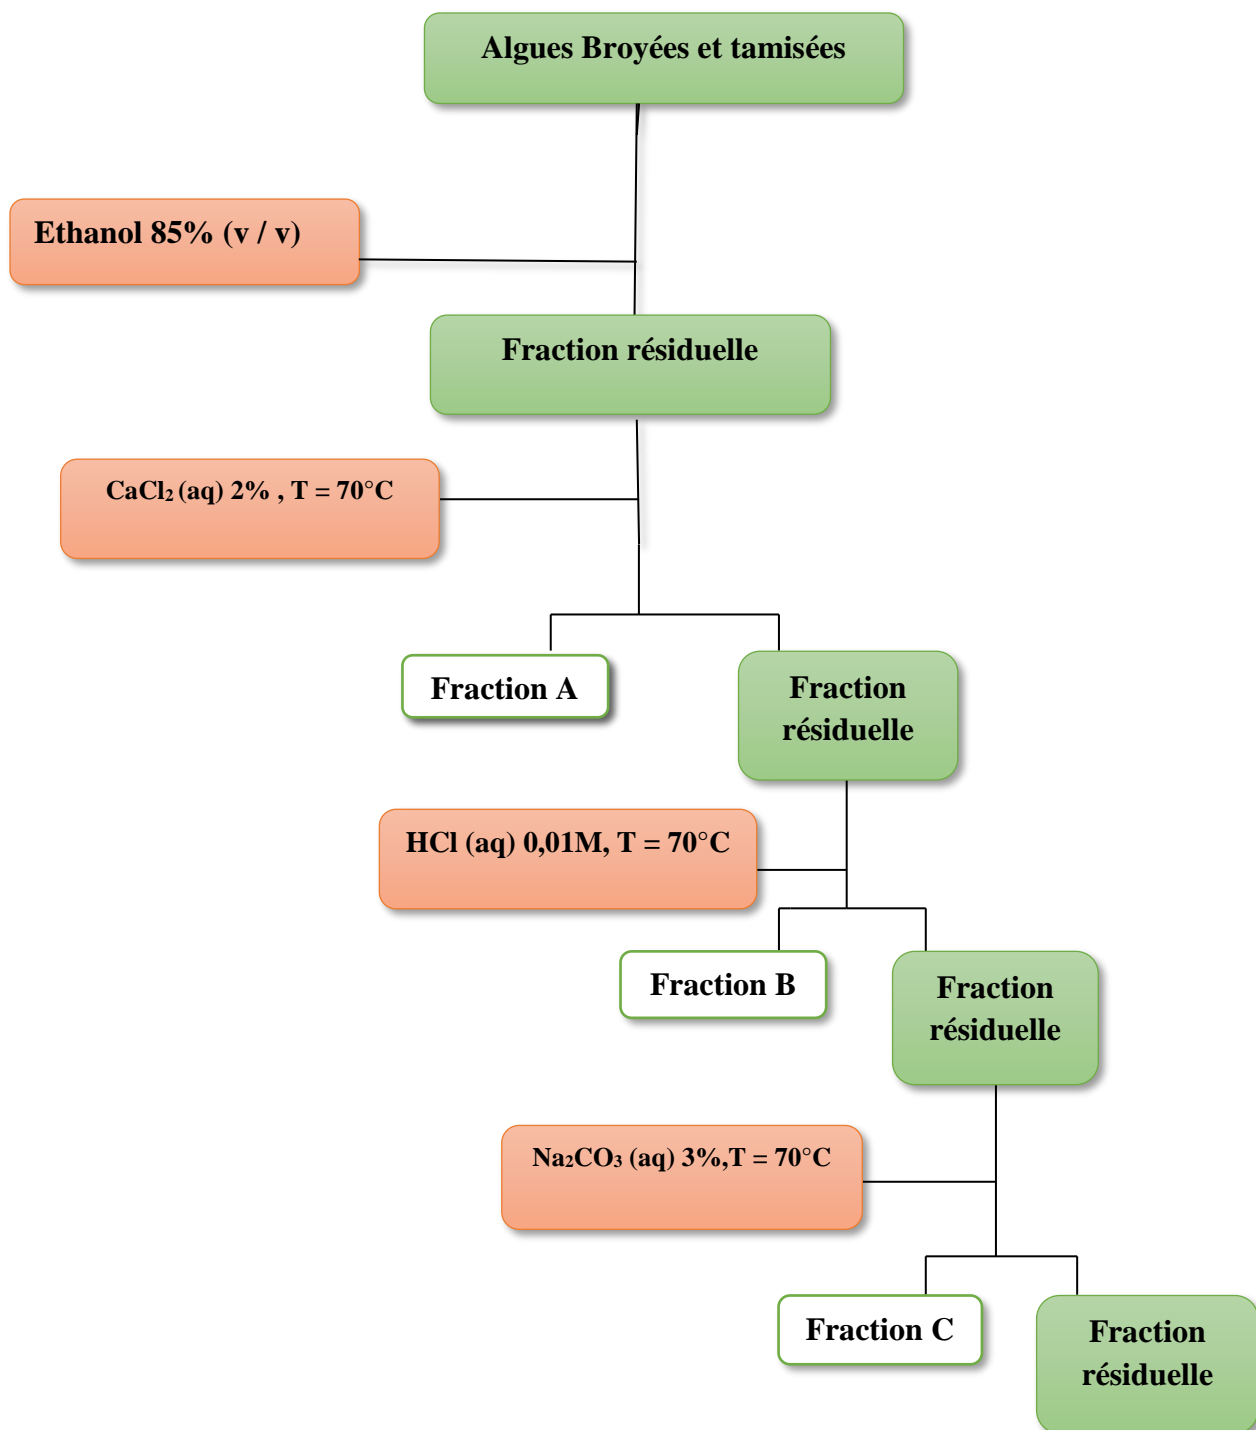 Algues Broyées et tamisées
Ethanol 85% (v / v)
Fraction résiduelle
CaCl₂ (aq) 2% , T = 70°C
Fraction A
Fraction
résiduelle
HCl (aq) 0,01M, T = 70°C
Fraction B
Fraction
résiduelle
Na₂CO₃ (aq) 3%,T = 70°C
Fraction C
Fraction
résiduelle